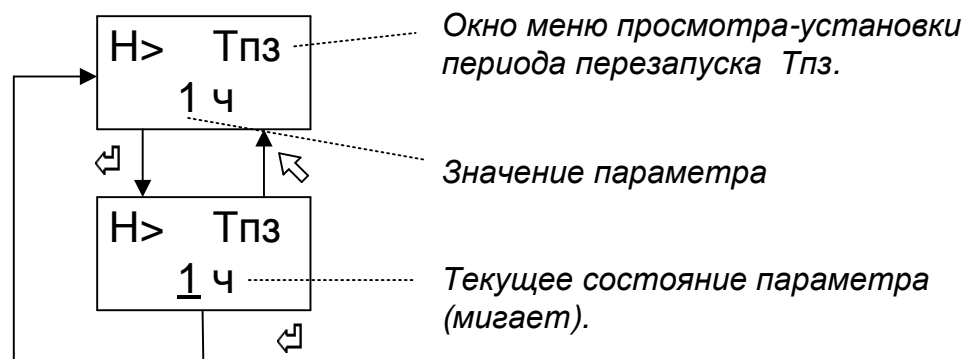 Н> Тпз
1 ч
Окно меню просмотра-установки
периода перезапуска Тпз.
Значение параметра
Н> Тпз
1 ч
Текущее состояние параметра
(мигает).